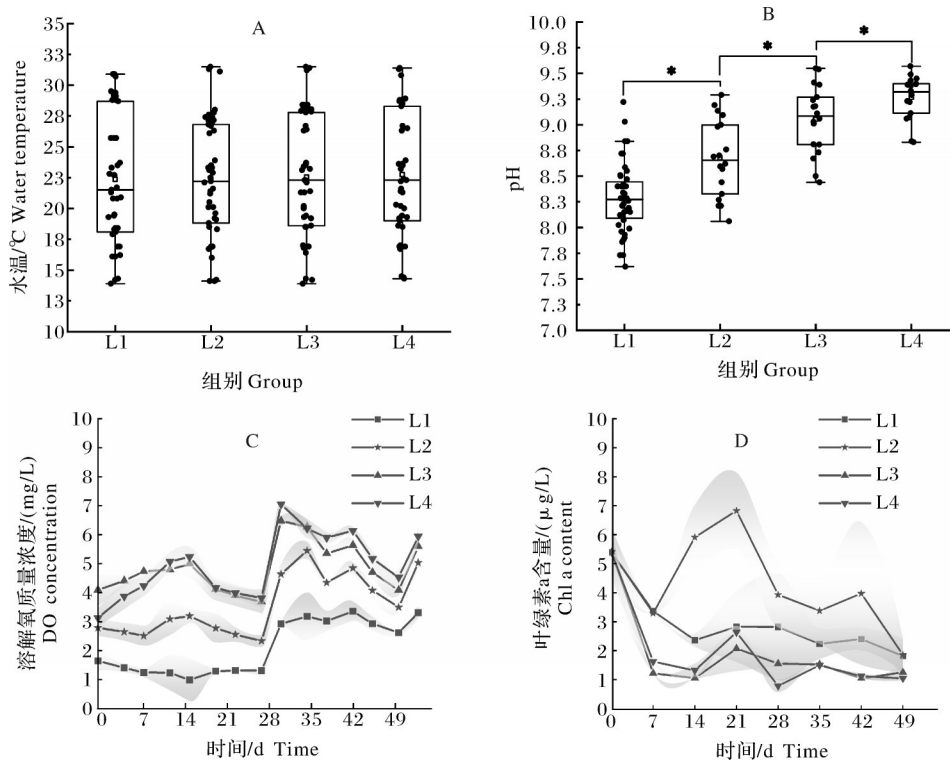 A
35
33
30
28
25
23
20
18
15
13
10
水温/℃ Water temperature
L1
L2
L3
L4
组别 Group
B
10.0
9.8
9.5
9.3
9.0
8.8
8.5
8.3
8.0
7.8
7.5
7.3
7.0
pH
*
*
*
L1
L2
L3
L4
组别 Group
C
10
9
8
7
6
5
4
3
2
1
0
溶解氧质量浓度/(mg/L)
DO concentration
L1
L2
L3
L4
0
7
14
21
28
35
42
49
时间/d Time
D
10
9
8
7
6
5
4
3
2
1
0
叶绿素a含量/(μg/L)
Chl a content
L1
L2
L3
L4
0
7
14
21
28
35
42
49
时间/d Time